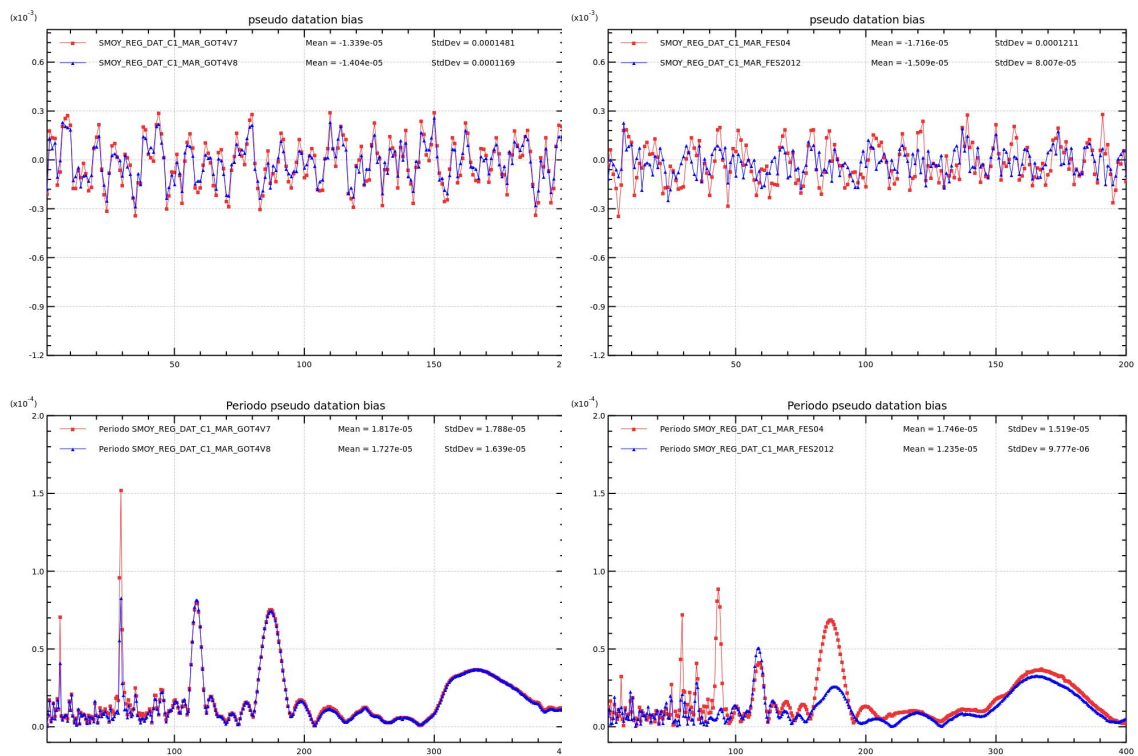 (x10⁻³)
pseudo datation bias
SMOY_REG_DAT_C1_MAR_GOT4V7 Mean = -1.339e-05 StdDev = 0.0001481
SMOY_REG_DAT_C1_MAR_GOT4V8 Mean = -1.404e-05 StdDev = 0.0001169
0.6
0.3
0.0
-0.3
-0.6
-0.9
-1.2
50 100 150 2
(x10⁻³)
pseudo datation bias
SMOY_REG_DAT_C1_MAR_FES04 Mean = -1.716e-05 StdDev = 0.0001211
SMOY_REG_DAT_C1_MAR_FES2012 Mean = -1.509e-05 StdDev = 8.007e-05
0.6
0.3
0.0
-0.3
-0.6
-0.9
-1.2
50 100 150 200
(x10⁻⁴)
Periodo pseudo datation bias
Periodo SMOY_REG_DAT_C1_MAR_GOT4V7 Mean = 1.817e-05 StdDev = 1.788e-05
Periodo SMOY_REG_DAT_C1_MAR_GOT4V8 Mean = 1.727e-05 StdDev = 1.639e-05
2.0
1.5
1.0
0.5
0.0
100 200 300 4
(x10⁻⁴)
Periodo pseudo datation bias
Periodo SMOY_REG_DAT_C1_MAR_FES04 Mean = 1.746e-05 StdDev = 1.519e-05
Periodo SMOY_REG_DAT_C1_MAR_FES2012 Mean = 1.235e-05 StdDev = 9.777e-06
2.0
1.5
1.0
0.5
0.0
100 200 300 400